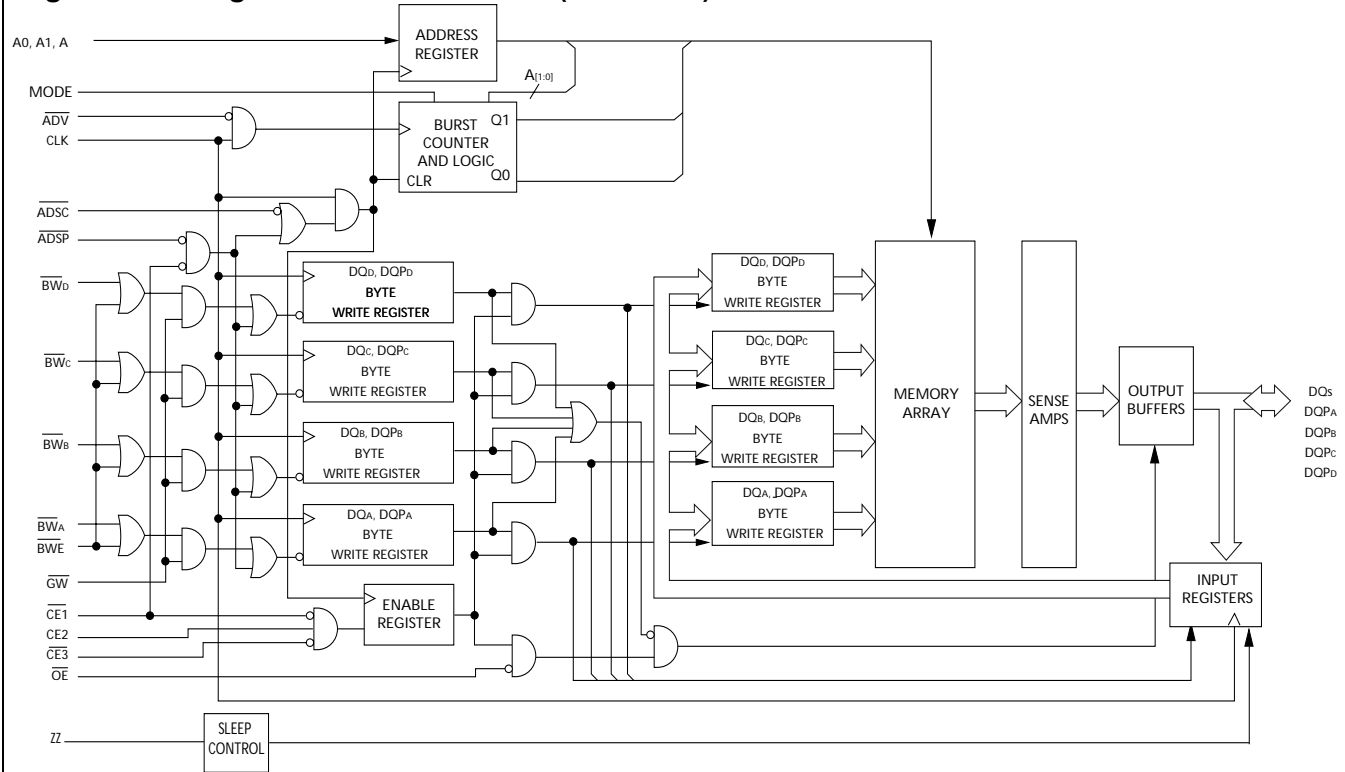 A0, A1, A
ADDRESS
REGISTER
MODE
A[1:0]
ADV
CLK
BURST
COUNTER
AND LOGIC
Q1
Q0
CLR
ADSC
ADSP
BWD
DQD, DQPD
BYTE
WRITE REGISTER
DQD, DQPD
BYTE
WRITE REGISTER
BWC
DQC, DQPC
BYTE
WRITE REGISTER
DQC, DQPC
BYTE
WRITE REGISTER
MEMORY
ARRAY
SENSE
AMPS
OUTPUT
BUFFERS
DQS
DQPA
DQPB
DQPC
DQPD
BWB
DQB, DQPB
BYTE
WRITE REGISTER
DQB, DQPB
BYTE
WRITE REGISTER
BWA
BWE
DQA, DQPA
BYTE
WRITE REGISTER
DQA, DQPA
BYTE
WRITE REGISTER
GW
CE1
CE2
CE3
OE
ENABLE
REGISTER
INPUT
REGISTERS
ZZ
SLEEP
CONTROL